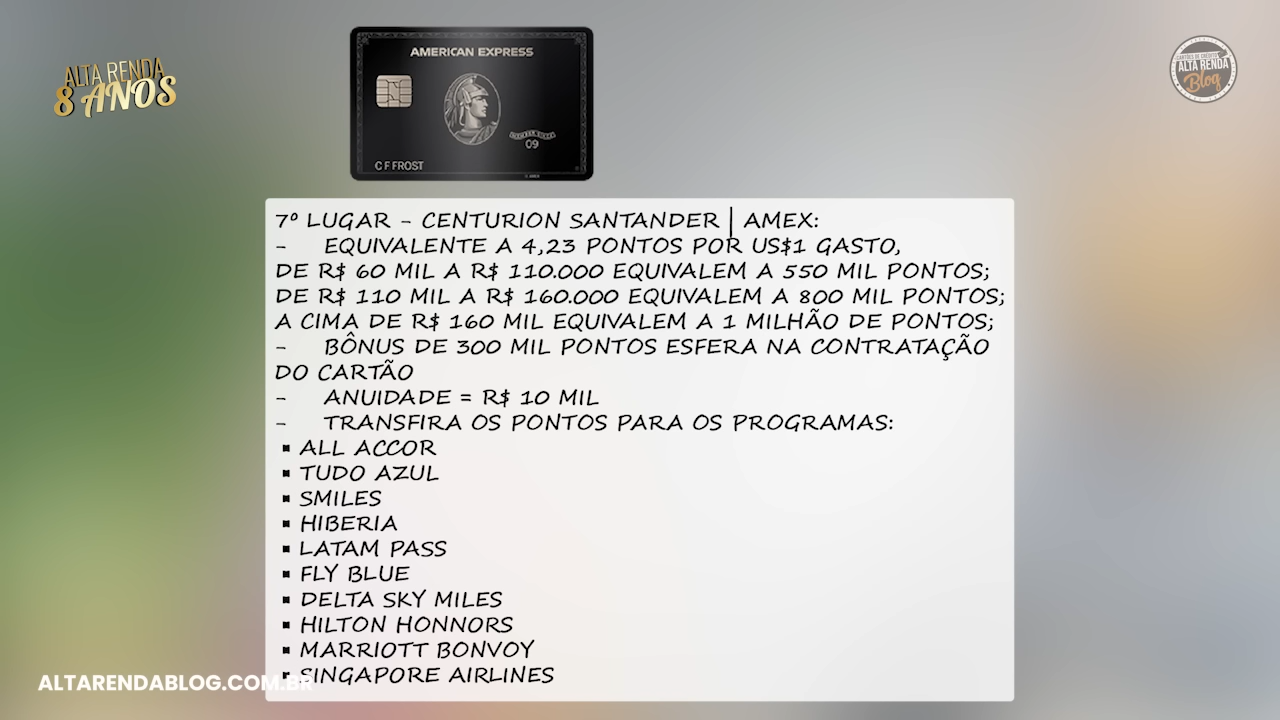 AMERICAN EXPRESS
ALTA RENDA
8 ANOS
CARTÕES DE CRÉDITO
ALTA RENDA
Blog
09
C F FROST
7º LUGAR - CENTURION SANTANDER | AMEX:
- EQUIVALENTE A 4,23 PONTOS POR US$1 GASTO,
DE R$ 60 MIL A R$ 110.000 EQUIVALEM A 550 MIL PONTOS;
DE R$ 110 MIL A R$ 160.000 EQUIVALEM A 800 MIL PONTOS;
A CIMA DE R$ 160 MIL EQUIVALEM A 1 MILHÃO DE PONTOS;
- BÔNUS DE 300 MIL PONTOS ESFERA NA CONTRATAÇÃO
DO CARTÃO
- ANUIDADE = R$ 10 MIL
- TRANSFIRA OS PONTOS PARA OS PROGRAMAS:
▪ ALL ACCOR
▪ TUDO AZUL
▪ SMILES
▪ HIBERIA
▪ LATAM PASS
▪ FLY BLUE
▪ DELTA SKY MILES
▪ HILTON HONNORS
▪ MARRIOTT BONVOY
▪ SINGAPORE AIRLINES
ALTARENDABLOG.COM.BR